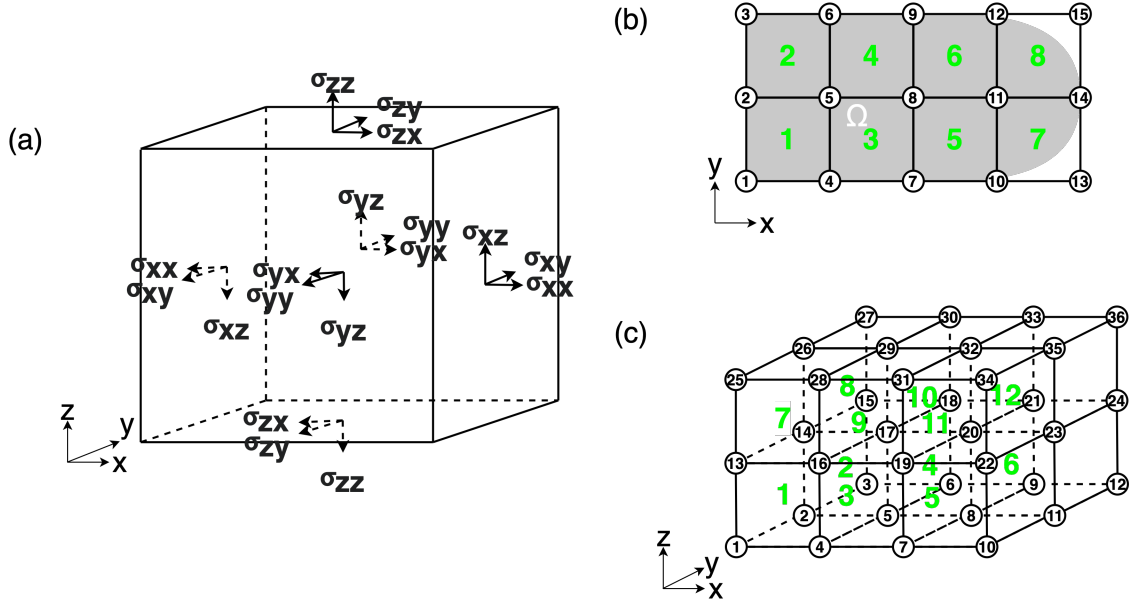 (a)
σzz
σzy
σzx
σyz
σyy
σyx
σxz
σxy
σxx
σxx
σxy
σxz
σyx
σyy
σyz
σzx
σzy
σzz
z
y
x
(b)
3 6 9 12 15
2 4 6 8
2 5 8 11 14
Ω
1 3 5 7
1 4 7 10 13
y
x
(c)
27 30 33 36
26 29 32 35
25 28 31 34
8 10 12
15 18 21 24
7 9 11
14 17 20 23
13 16 19 22
2 4 6
3 6 9 12
1 3 5
2 5 8 11
1 4 7 10
z
y
x